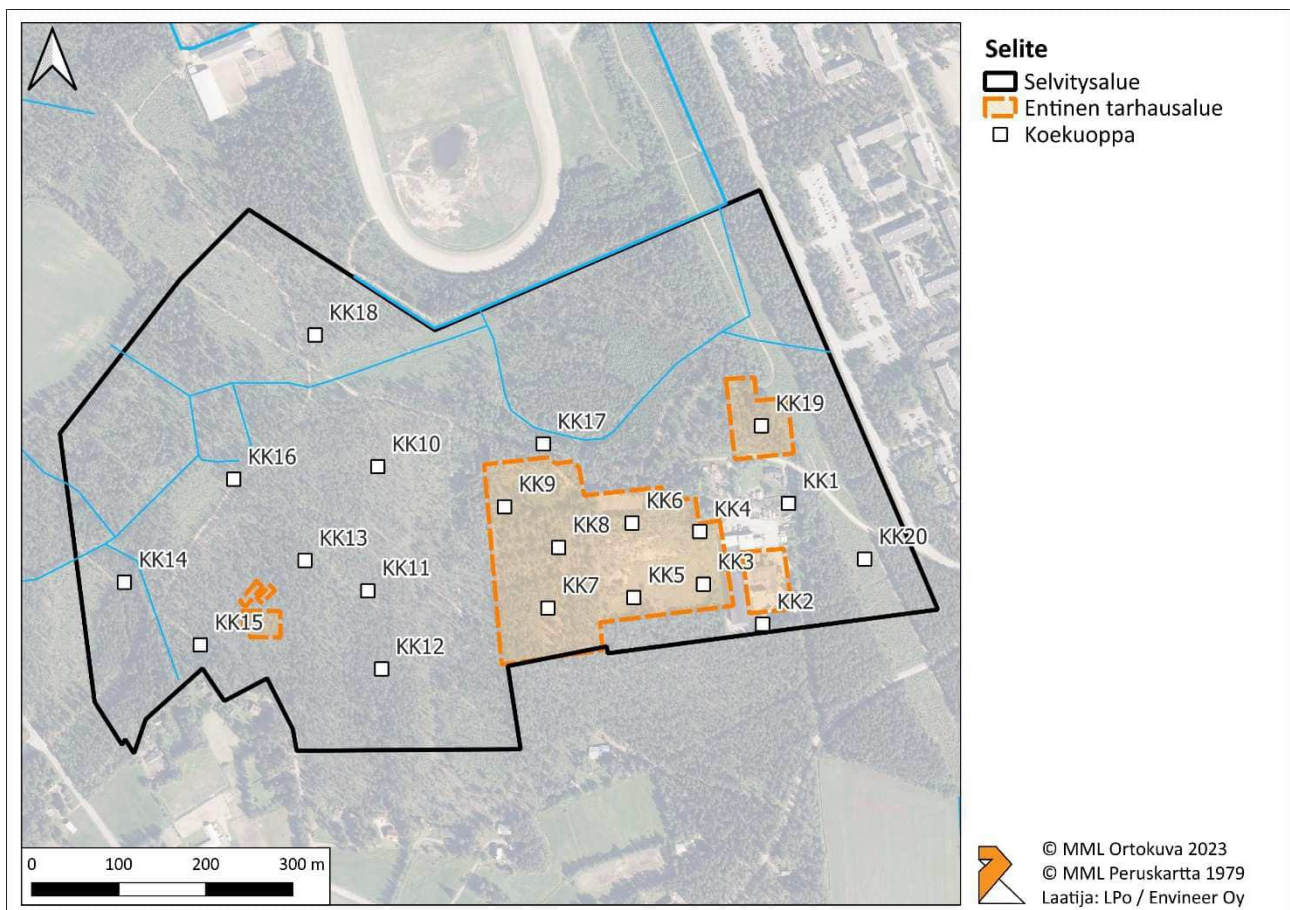 Selite
Selvitysalue
Entinen tarhausalue
Koekuoppa
KK18
KK17
KK19
KK10
KK16
KK9
KK6
KK4
KK1
KK8
KK20
KK13
KK14
KK11
KK5
KK3
KK7
KK2
KK15
KK12
0 100 200 300 m
© MML Ortokuva 2023
© MML Peruskartta 1979
Laatija: LPo / Envineer Oy